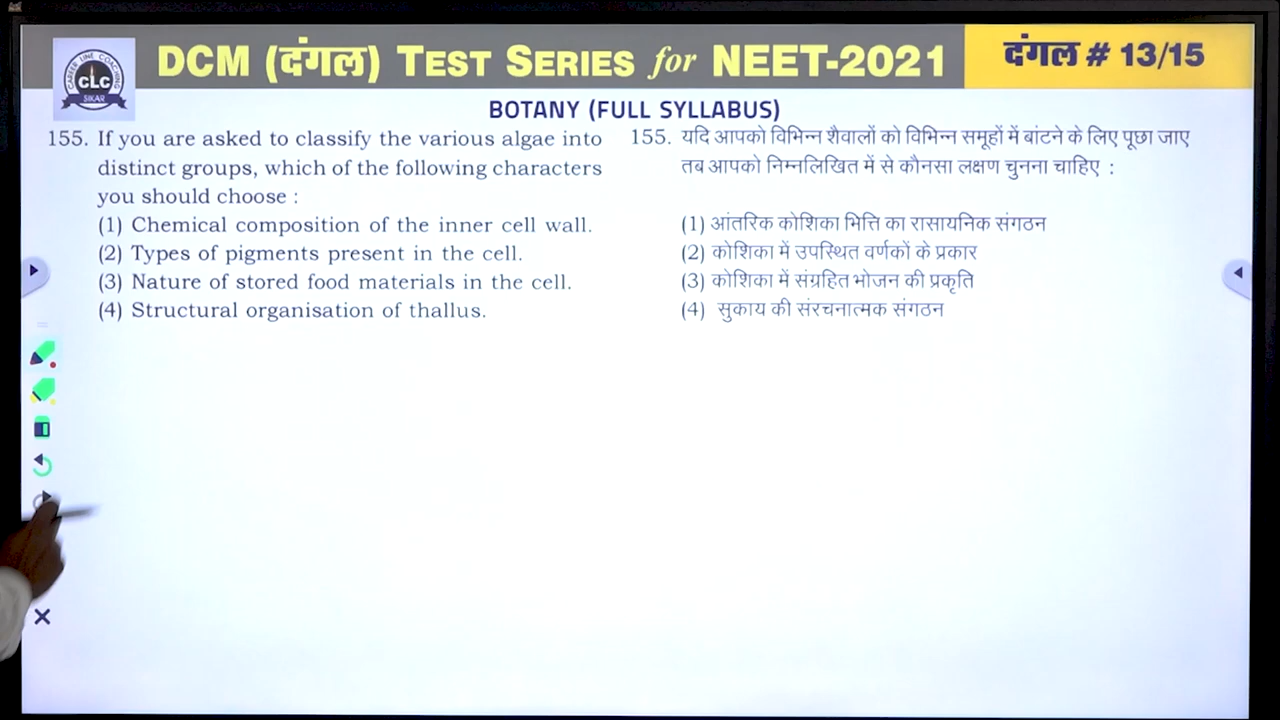 DCM (दंगल) TEST SERIES for NEET-2021
दंगल # 13/15
CAREER LINE COACHING
CLC
SIKAR
BOTANY (FULL SYLLABUS)
155. If you are asked to classify the various algae into
distinct groups, which of the following characters
you should choose :
(1) Chemical composition of the inner cell wall.
(2) Types of pigments present in the cell.
(3) Nature of stored food materials in the cell.
(4) Structural organisation of thallus.
155. यदि आपको विभिन्न शैवालों को विभिन्न समूहों में बांटने के लिए पूछा जाए
तब आपको निम्नलिखित में से कौनसा लक्षण चुनना चाहिए :
(1) आंतरिक कोशिका भित्ति का रासायनिक संगठन
(2) कोशिका में उपस्थित वर्णकों के प्रकार
(3) कोशिका में संग्रहित भोजन की प्रकृति
(4) सुकाय की संरचनात्मक संगठन